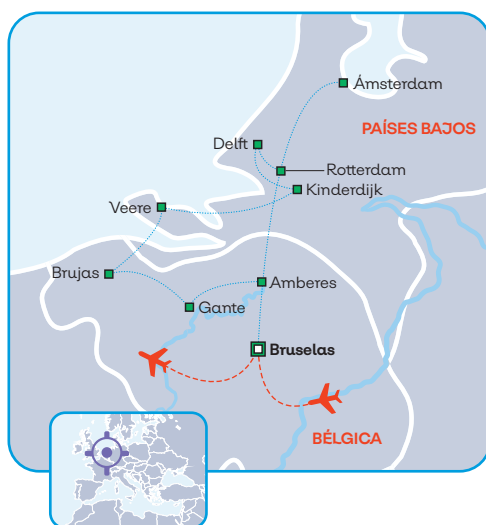 Ámsterdam
PAÍSES BAJOS
Delft
Rotterdam
Kinderdijk
Veere
Brujas
Amberes
Gante
Bruselas
BÉLGICA